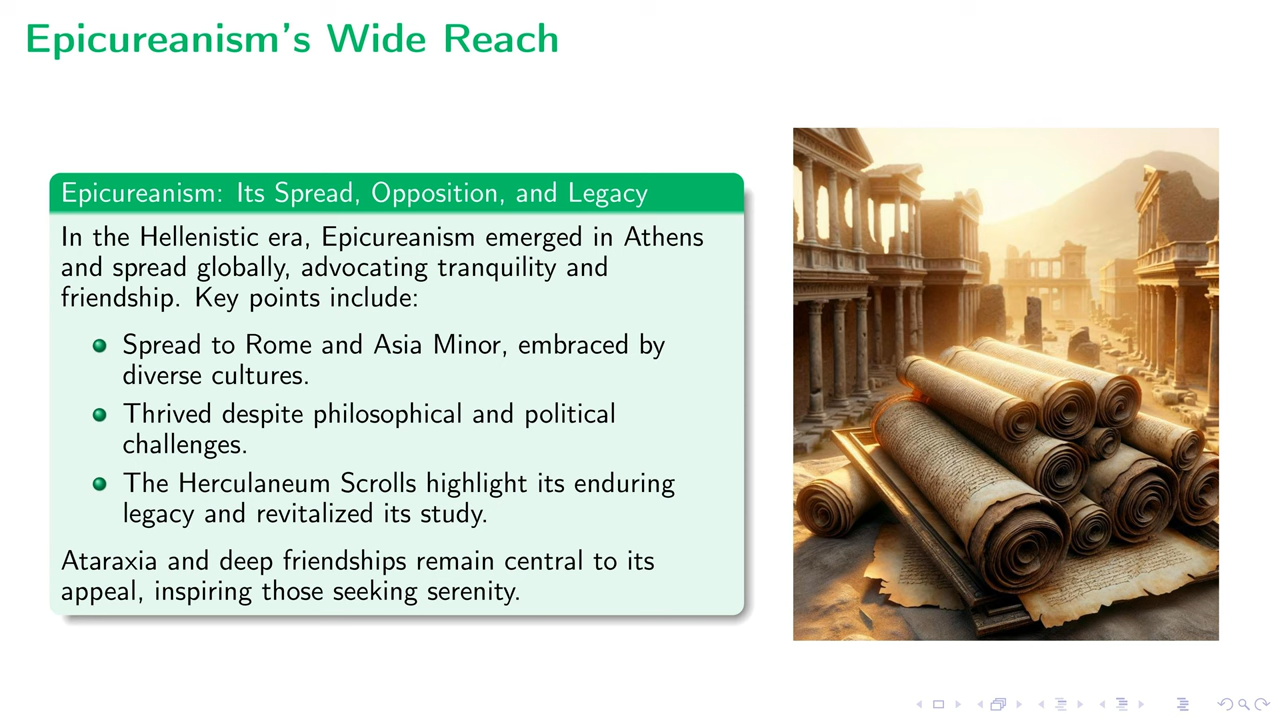 Epicureanism's Wide Reach
Epicureanism: Its Spread, Opposition, and Legacy
In the Hellenistic era, Epicureanism emerged in Athens
and spread globally, advocating tranquility and
friendship. Key points include:
Spread to Rome and Asia Minor, embraced by
diverse cultures.
Thrived despite philosophical and political
challenges.
The Herculaneum Scrolls highlight its enduring
legacy and revitalized its study.
Ataraxia and deep friendships remain central to its
appeal, inspiring those seeking serenity.